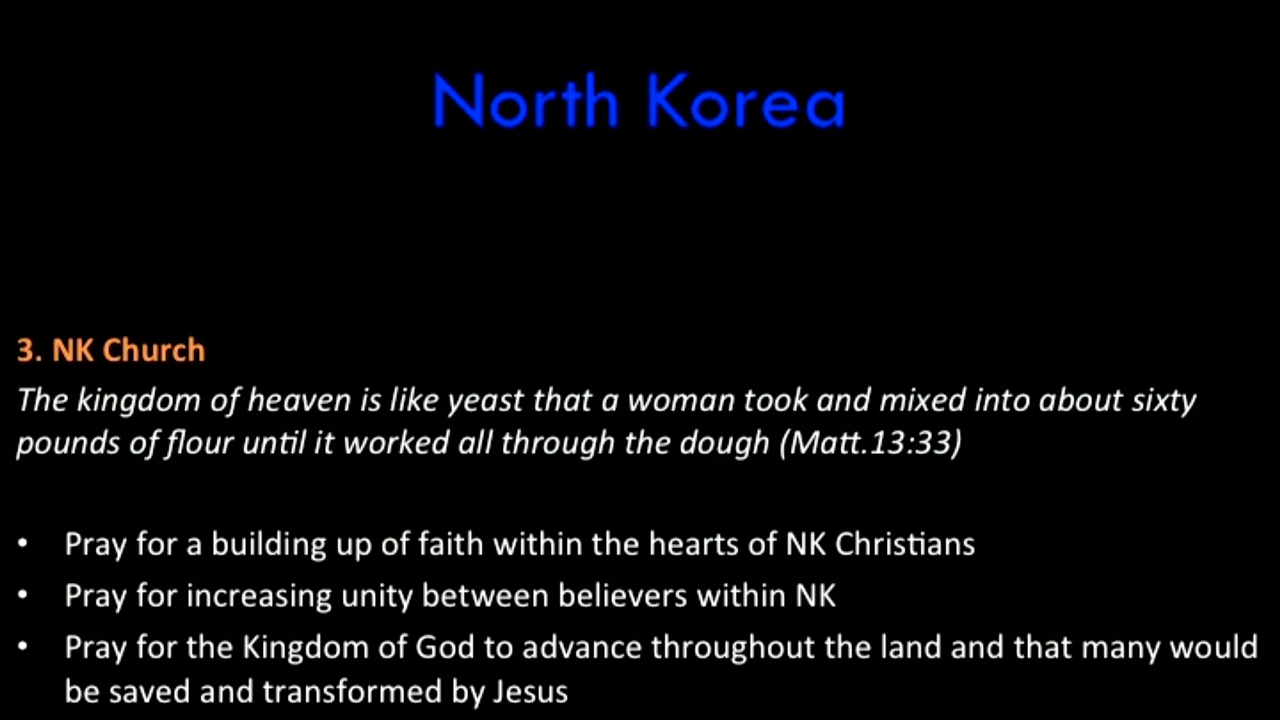 North Korea
3. NK Church
The kingdom of heaven is like yeast that a woman took and mixed into about sixty
pounds of flour until it worked all through the dough (Matt.13:33)
• Pray for a building up of faith within the hearts of NK Christians
• Pray for increasing unity between believers within NK
• Pray for the Kingdom of God to advance throughout the land and that many would
be saved and transformed by Jesus